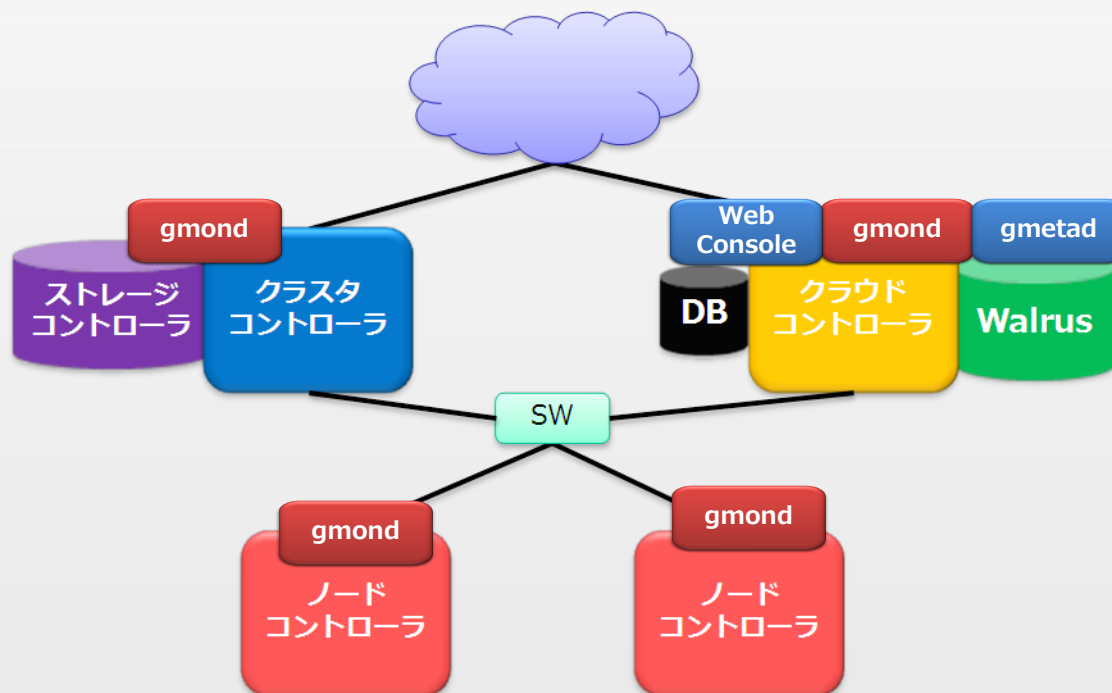 gmond
Web
Console
gmond
gmetad
ストレージ
コントローラ
クラスタ
コントローラ
DB
クラウド
コントローラ
Walrus
SW
gmond
gmond
ノード
コントローラ
ノード
コントローラ